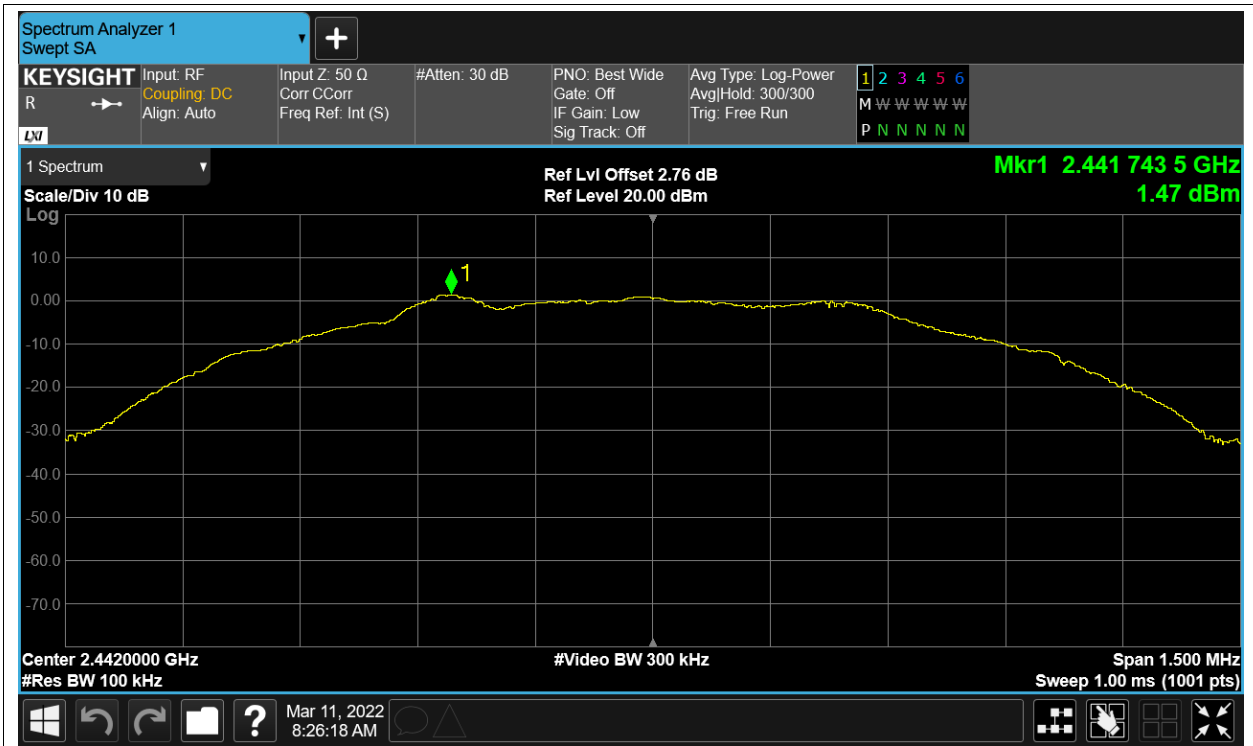 Spectrum Analyzer 1
Swept SA
KEYSIGHT
R
LXI
Input: RF
Coupling: DC
Align: Auto
Input Z: 50 Ω
Corr CCorr
Freq Ref: Int (S)
#Atten: 30 dB
PNO: Best Wide
Gate: Off
IF Gain: Low
Sig Track: Off
Avg Type: Log-Power
Avg|Hold: 300/300
Trig: Free Run
1 2 3 4 5 6
M W W W W W W
P N N N N N N
1 Spectrum
Scale/Div 10 dB
Log
Ref Lvl Offset 2.76 dB
Ref Level 20.00 dBm
Mkr1 2.441 743 5 GHz
1.47 dBm
10.0
1
0.00
-10.0
-20.0
-30.0
-40.0
-50.0
-60.0
-70.0
Center 2.4420000 GHz
#Video BW 300 kHz
Span 1.500 MHz
#Res BW 100 kHz
Sweep 1.00 ms (1001 pts)
?
Mar 11, 2022
8:26:18 AM